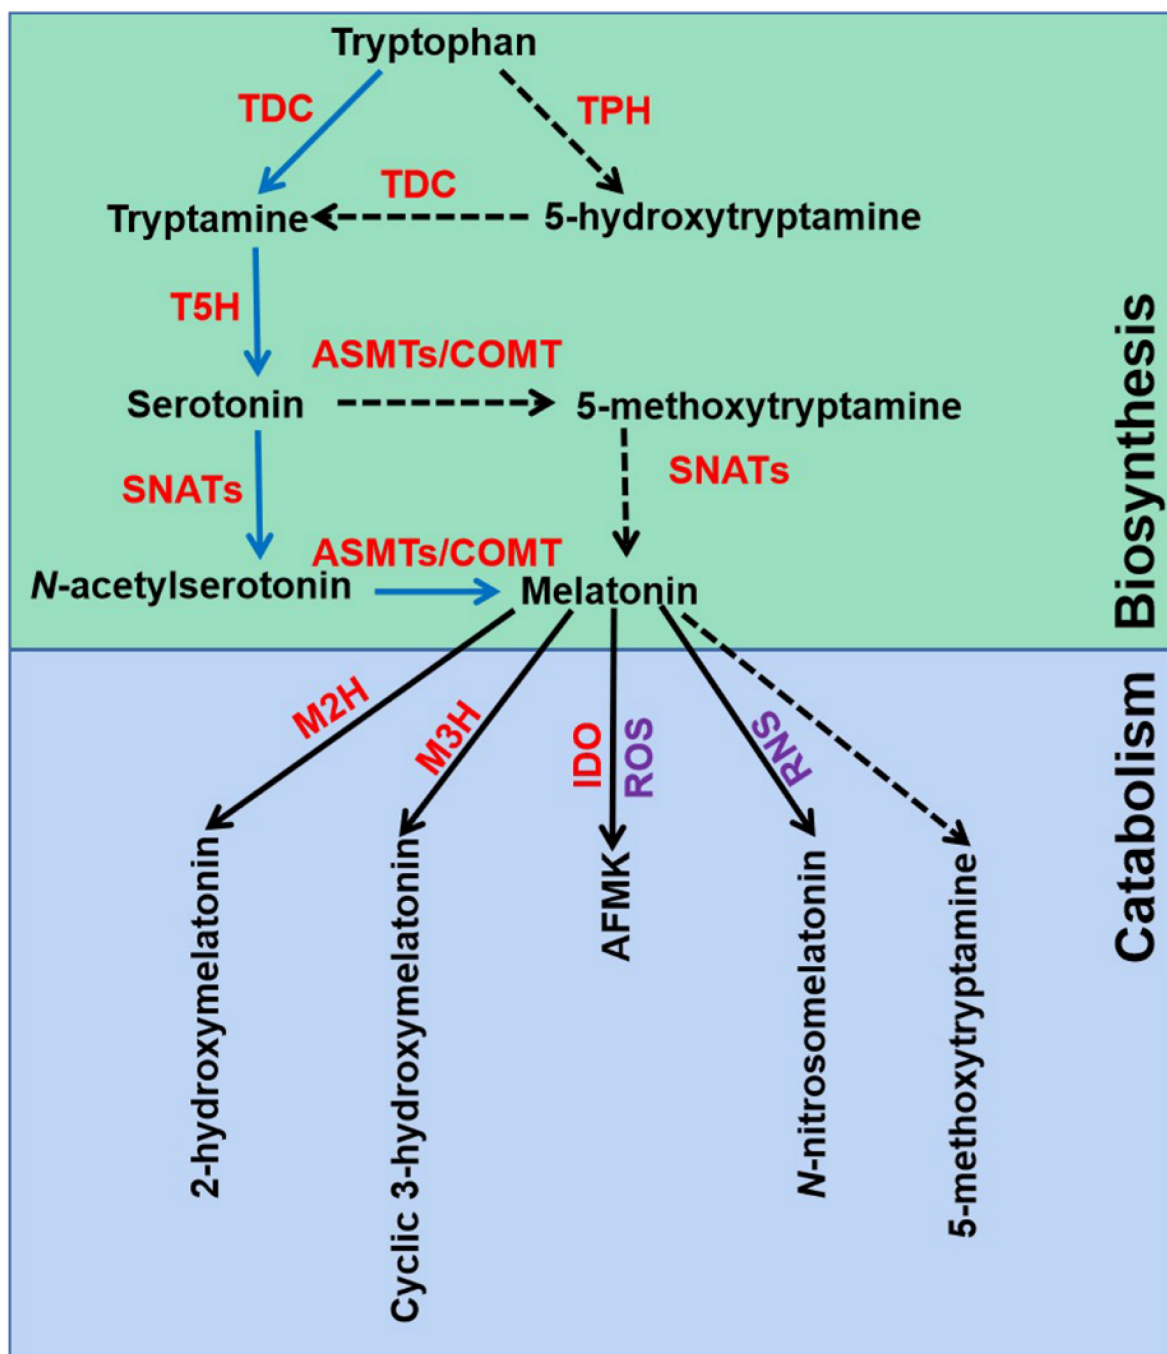 Tryptophan
TDC
TPH
TDC
Tryptamine
5-hydroxytryptamine
T5H
ASMTs/COMT
Serotonin
5-methoxytryptamine
SNATs
SNATs
ASMTs/COMT
N-acetylserotonin
Melatonin
Biosynthesis
M2H
M3H
IDO
ROS
RNS
2-hydroxymelatonin
Cyclic 3-hydroxymelatonin
AFMK
N-nitrosomelatonin
5-methoxytryptamine
Catabolism